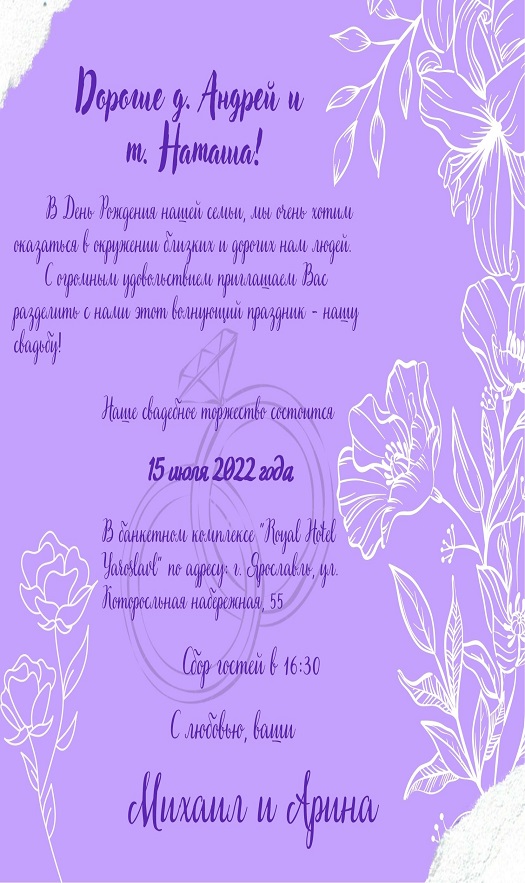 Дорогие д. Андрей и
т. Наташа!
В День Рождения нашей семьи, мы очень хотим
оказаться в окружении близких и дорогих нам людей.
С огромным удовольствием приглашаем Вас
разделить с нами этот волнующий праздник - нашу
свадьбу!
Наше свадебное торжество состоится
15 июля 2022 года
В банкетном комплексе "Royal Hotel
Yaroslavl" по адресу: г. Ярославль, ул.
Которосльная набережная, 55
Сбор гостей в 16:30
С любовью, ваши
Михаил и Арина